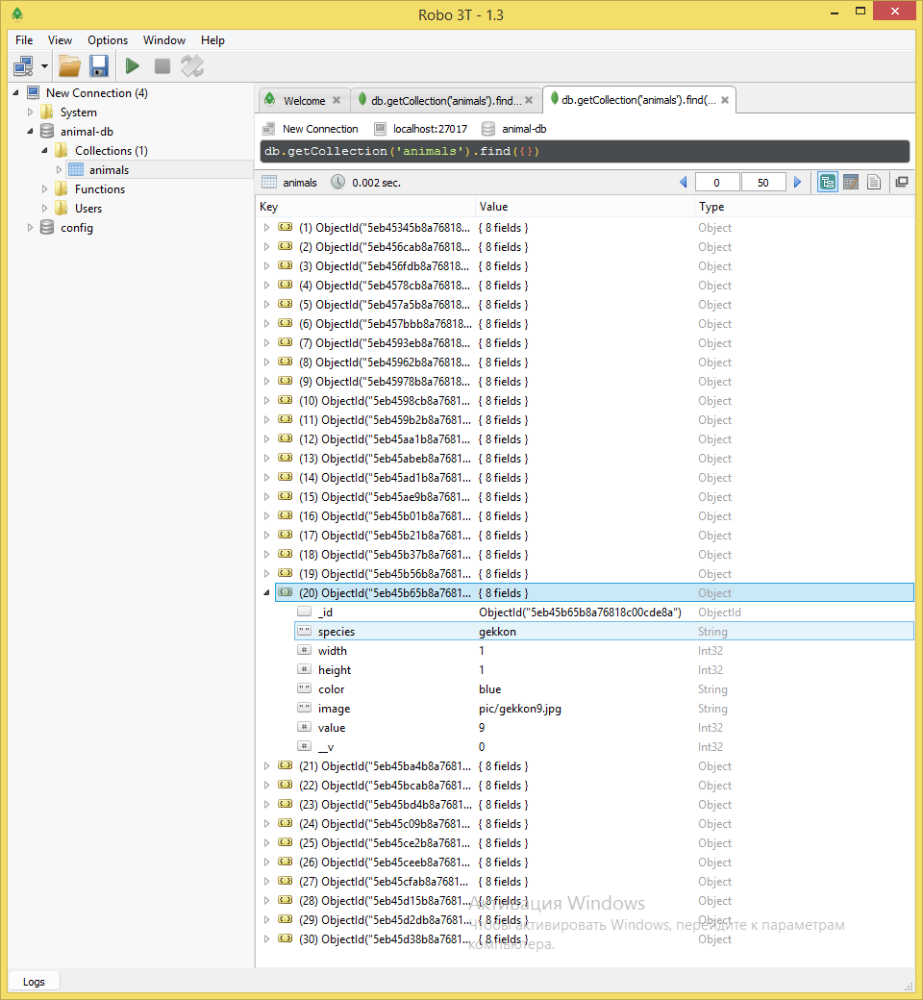 Robo 3T - 1.3
File View Options Window Help
New Connection (4)
System
animal-db
Collections (1)
animals
Functions
Users
config
Welcome
db.getCollection('animals').find...
db.getCollection('animals').find(...
New Connection localhost:27017 animal-db
db.getCollection('animals').find({})
animals 0.002 sec. 0 50
Key Value Type
(1) ObjectId("5eb45345b8a76818... { 8 fields } Object
(2) ObjectId("5eb456cab8a76818... { 8 fields } Object
(3) ObjectId("5eb456fdb8a76818... { 8 fields } Object
(4) ObjectId("5eb4578cb8a76818... { 8 fields } Object
(5) ObjectId("5eb457a5b8a76818... { 8 fields } Object
(6) ObjectId("5eb457bbb8a76818... { 8 fields } Object
(7) ObjectId("5eb4593eb8a76818... { 8 fields } Object
(8) ObjectId("5eb45962b8a76818... { 8 fields } Object
(9) ObjectId("5eb45978b8a76818... { 8 fields } Object
(10) ObjectId("5eb4598cb8a7681... { 8 fields } Object
(11) ObjectId("5eb459b2b8a7681... { 8 fields } Object
(12) ObjectId("5eb45aa1b8a7681... { 8 fields } Object
(13) ObjectId("5eb45abeb8a7681... { 8 fields } Object
(14) ObjectId("5eb45ad1b8a7681... { 8 fields } Object
(15) ObjectId("5eb45ae9b8a7681... { 8 fields } Object
(16) ObjectId("5eb45b01b8a7681... { 8 fields } Object
(17) ObjectId("5eb45b21b8a7681... { 8 fields } Object
(18) ObjectId("5eb45b37b8a7681... { 8 fields } Object
(19) ObjectId("5eb45b56b8a7681... { 8 fields } Object
(20) ObjectId("5eb45b65b8a7681... { 8 fields } Object
_id ObjectId("5eb45b65b8a76818c00cde8a") ObjectId
species gekkon String
width 1 Int32
height 1 Int32
color blue String
image pic/gekkon9.jpg String
value 9 Int32
__v 0 Int32
(21) ObjectId("5eb45ba4b8a7681... { 8 fields } Object
(22) ObjectId("5eb45bcab8a7681... { 8 fields } Object
(23) ObjectId("5eb45bd4b8a7681... { 8 fields } Object
(24) ObjectId("5eb45c09b8a7681... { 8 fields } Object
(25) ObjectId("5eb45ce2b8a7681... { 8 fields } Object
(26) ObjectId("5eb45ceeb8a7681... { 8 fields } Object
(27) ObjectId("5eb45cfab8a7681... { 8 fields } Object
(28) ObjectId("5eb45d15b8a7681... { 8 fields } Object
(29) ObjectId("5eb45d2db8a7681... { 8 fields } Object
(30) ObjectId("5eb45d38b8a7681... { 8 fields } Object
Активация Windows
Чтобы активировать Windows, перейдите к параметрам
компьютера.
Logs